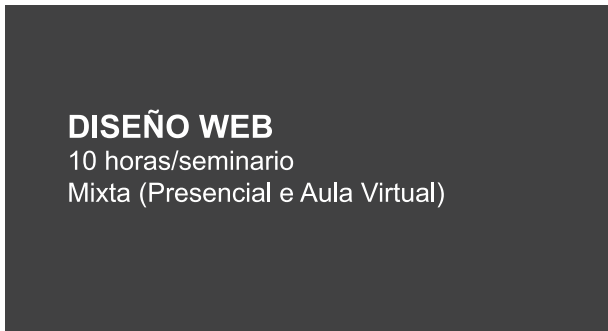 DISEÑO WEB
10 horas/seminario
Mixta (Presencial e Aula Virtual)